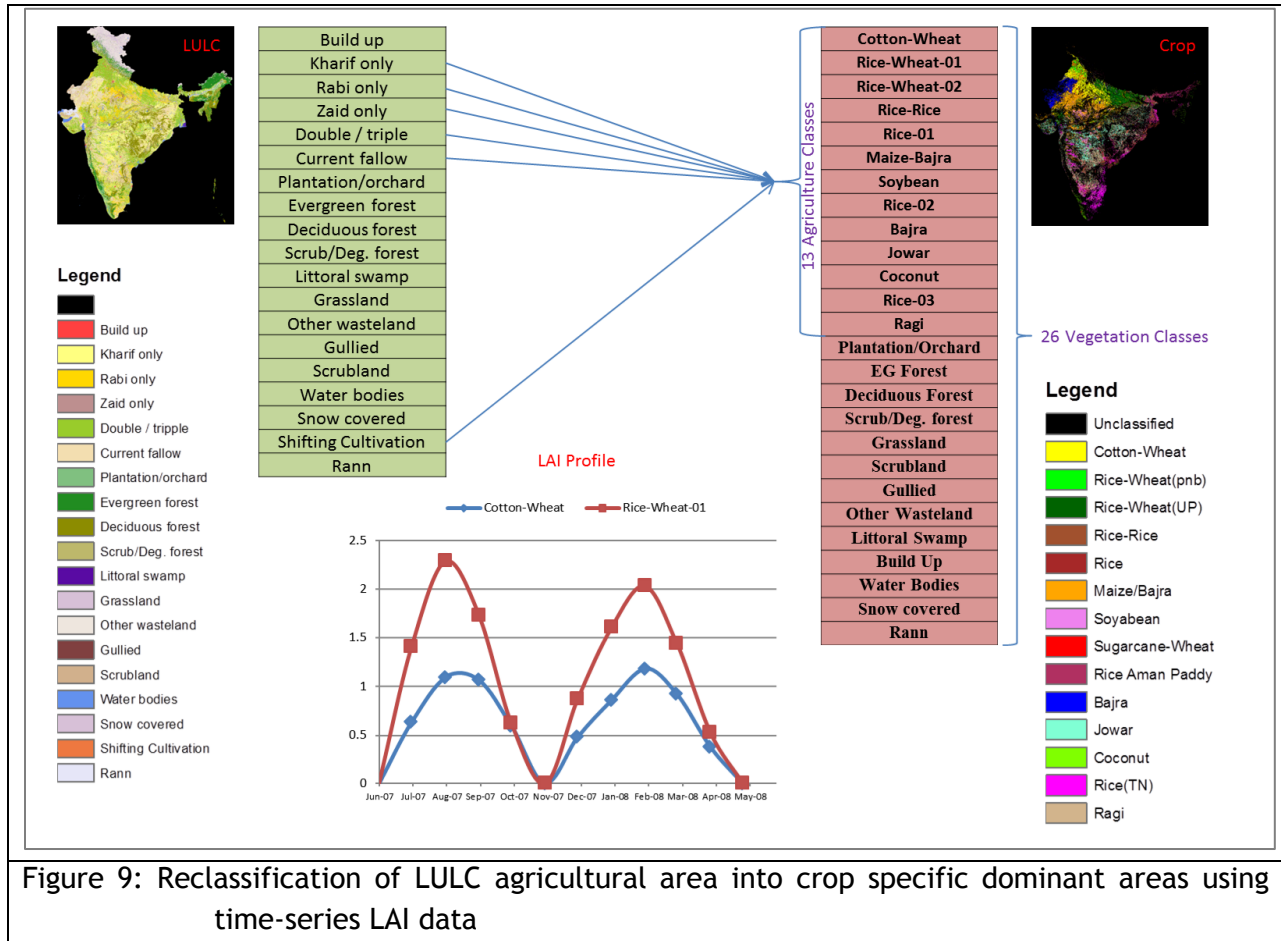 LULC
Legend
Build up
Kharif only
Rabi only
Zaid only
Double / tripple
Current fallow
Plantation/orchard
Evergreen forest
Deciduous forest
Scrub/Deg. forest
Littoral swamp
Grassland
Other wasteland
Gullied
Scrubland
Water bodies
Snow covered
Shifting Cultivation
Rann
Build up
Kharif only
Rabi only
Zaid only
Double / triple
Current fallow
Plantation/orchard
Evergreen forest
Deciduous forest
Scrub/Deg. forest
Littoral swamp
Grassland
Other wasteland
Gullied
Scrubland
Water bodies
Snow covered
Shifting Cultivation
Rann
LAI Profile
Cotton-Wheat
Rice-Wheat-01
2.5
2
1.5
1
0.5
0
Jun-07 Jul-07 Aug-07 Sep-07 Oct-07 Nov-07 Dec-07 Jan-08 Feb-08 Mar-08 Apr-08 May-08
13 Agriculture Classes
Cotton-Wheat
Rice-Wheat-01
Rice-Wheat-02
Rice-Rice
Rice-01
Maize-Bajra
Soybean
Rice-02
Bajra
Jowar
Coconut
Rice-03
Ragi
Plantation/Orchard
EG Forest
Deciduous Forest
Scrub/Deg. forest
Grassland
Scrubland
Gullied
Other Wasteland
Littoral Swamp
Build Up
Water Bodies
Snow covered
Rann
26 Vegetation Classes
Crop
Legend
Unclassified
Cotton-Wheat
Rice-Wheat(pnb)
Rice-Wheat(UP)
Rice-Rice
Rice
Maize/Bajra
Soyabean
Sugarcane-Wheat
Rice Aman Paddy
Bajra
Jowar
Coconut
Rice(TN)
Ragi
Figure 9: Reclassification of LULC agricultural area into crop specific dominant areas using
time-series LAI data